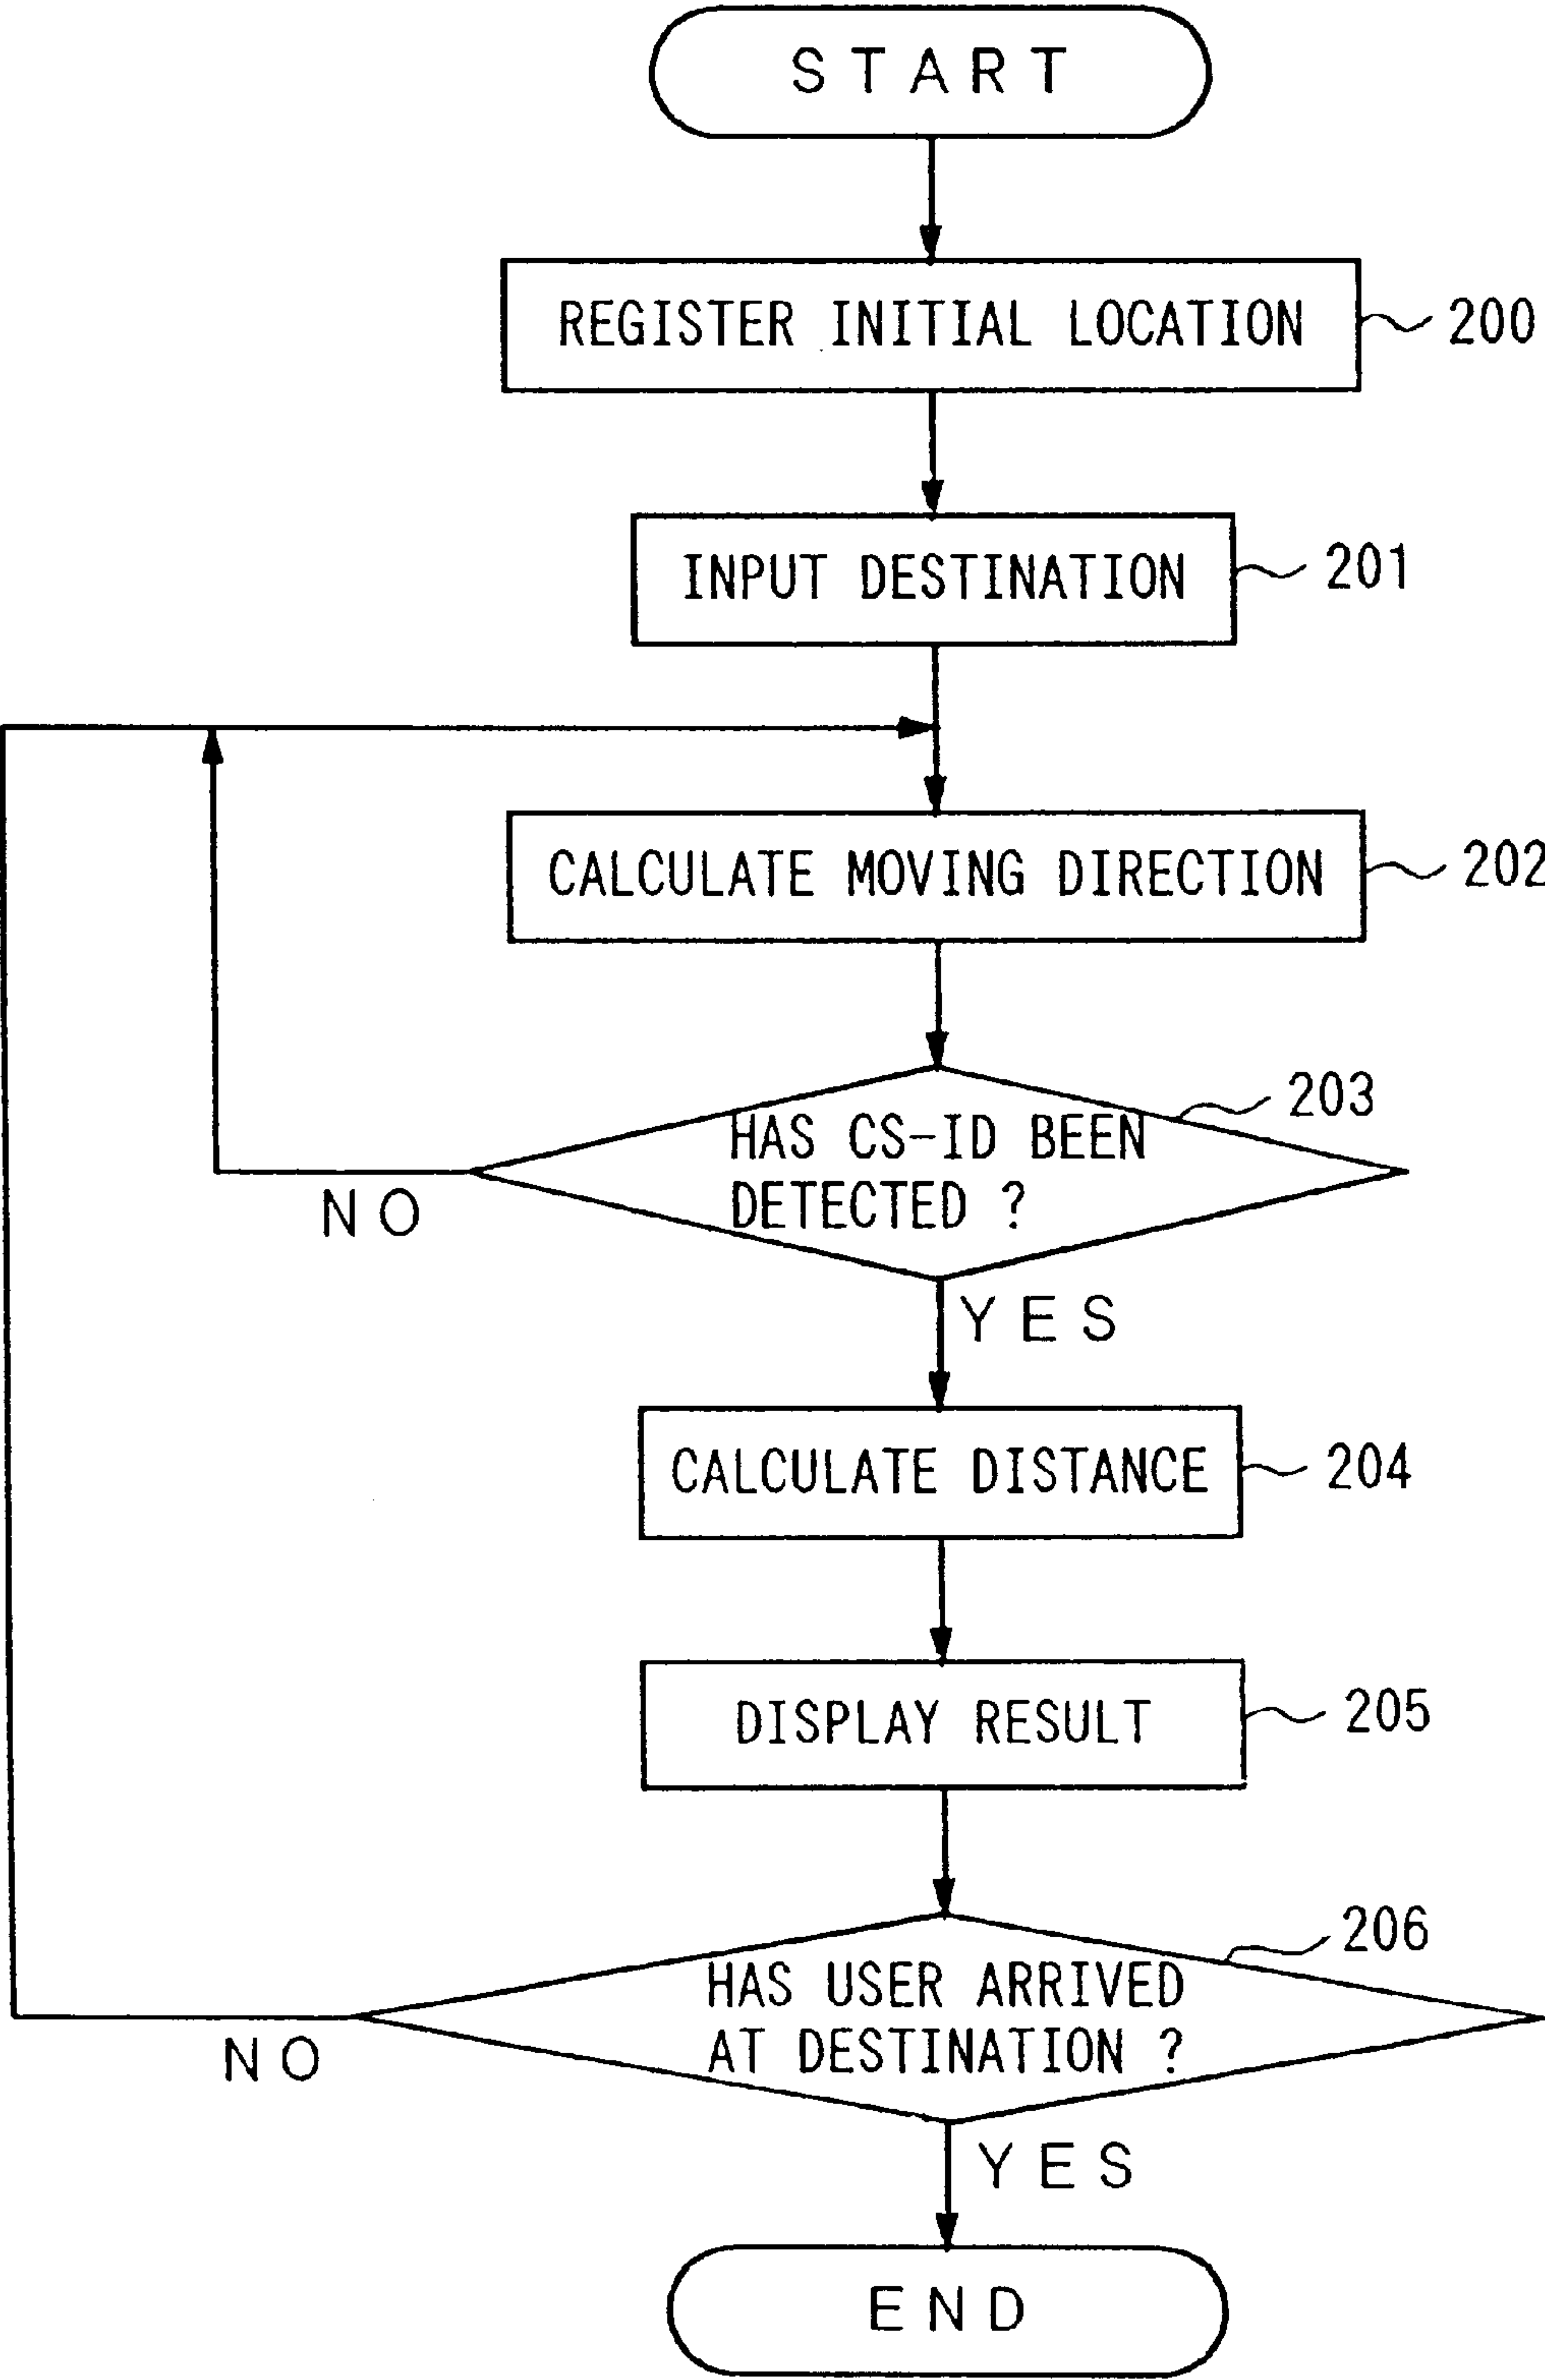 START
REGISTER INITIAL LOCATION 200
INPUT DESTINATION 201
CALCULATE MOVING DIRECTION 202
203
HAS CS-ID BEEN
DETECTED ?
NO
YES
CALCULATE DISTANCE 204
DISPLAY RESULT 205
206
HAS USER ARRIVED
AT DESTINATION ?
NO
YES
END